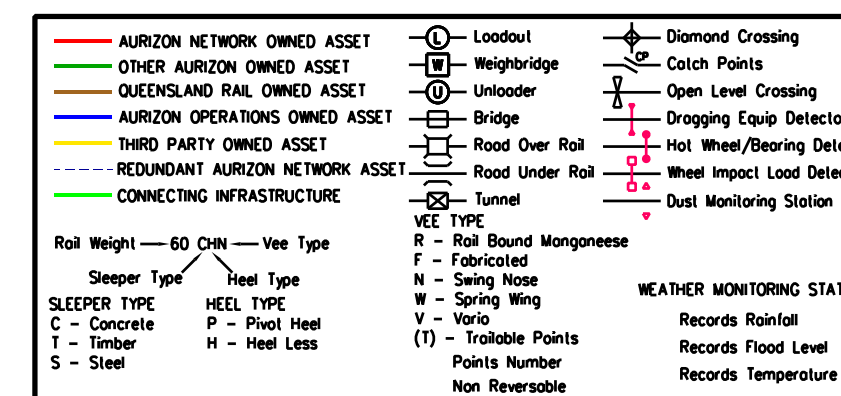 AURIZON NETWORK OWNED ASSET
OTHER AURIZON OWNED ASSET
QUEENSLAND RAIL OWNED ASSET
AURIZON OPERATIONS OWNED ASSET
THIRD PARTY OWNED ASSET
REDUNDANT AURIZON NETWORK ASSET
CONNECTING INFRASTRUCTURE
Rail Weight 60 CHN Vee Type
Sleeper Type Heel Type
SLEEPER TYPE
C - Concrete
T - Timber
S - Steel
HEEL TYPE
P - Pivot Heel
H - Heel Less
L Loadout
W Weighbridge
U Unloader
Bridge
Road Over Rail
Road Under Rail
Tunnel
VEE TYPE
R - Rail Bound Manganeese
F - Fabricated
N - Swing Nose
W - Spring Wing
V - Vario
(T) - Trailable Points
Points Number
Non Reversable
Diamond Crossing
CP Catch Points
Open Level Crossing
Dragging Equip Detecto
Hot Wheel/Bearing Dete
Wheel Impact Load Detec
Dust Monitoring Station
WEATHER MONITORING STAT
Records Rainfall
Records Flood Level
Records Temperature